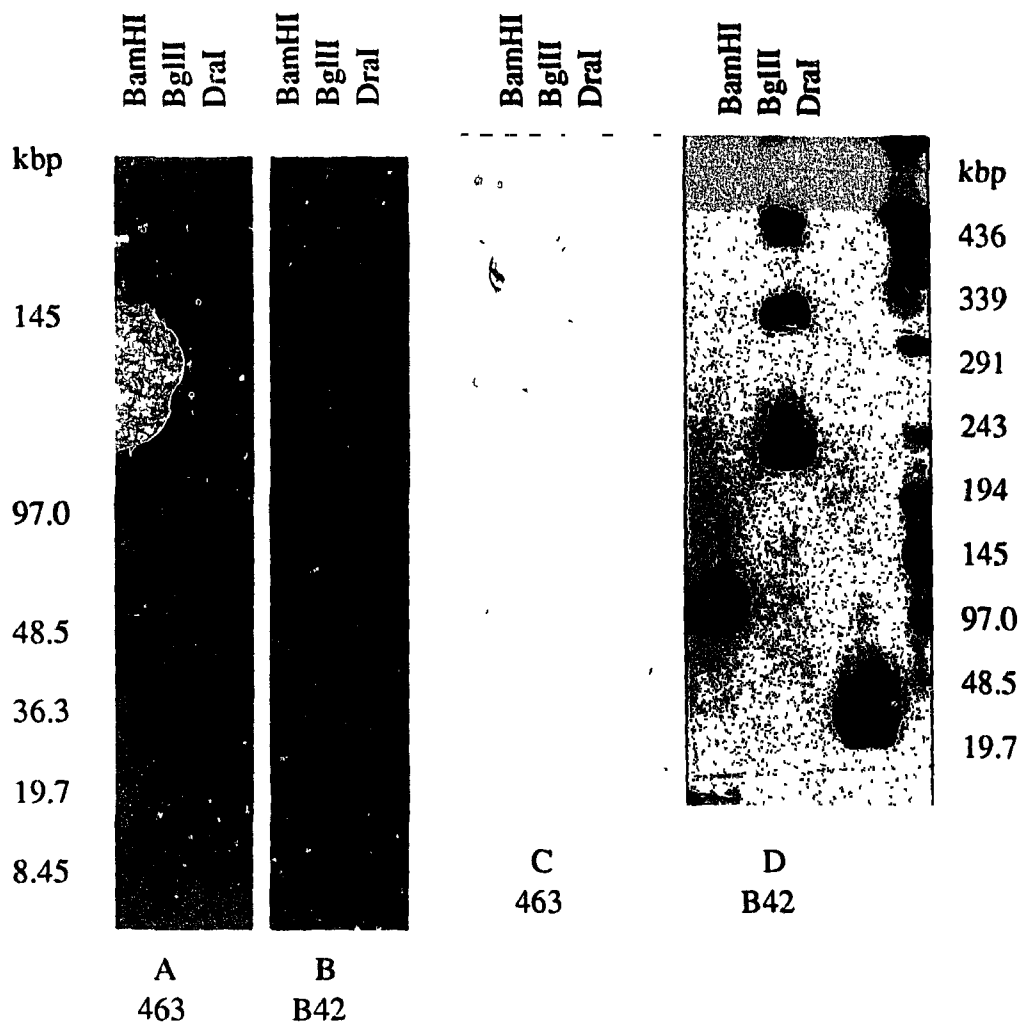 BamHI
BglII
DraI
BamHI
BglII
DraI
BamHI
BglII
DraI
BamHI
BglII
DraI
kbp
145
97.0
48.5
36.3
19.7
8.45
kbp
436
339
291
243
194
145
97.0
48.5
19.7
A
463
B
B42
C
463
D
B42